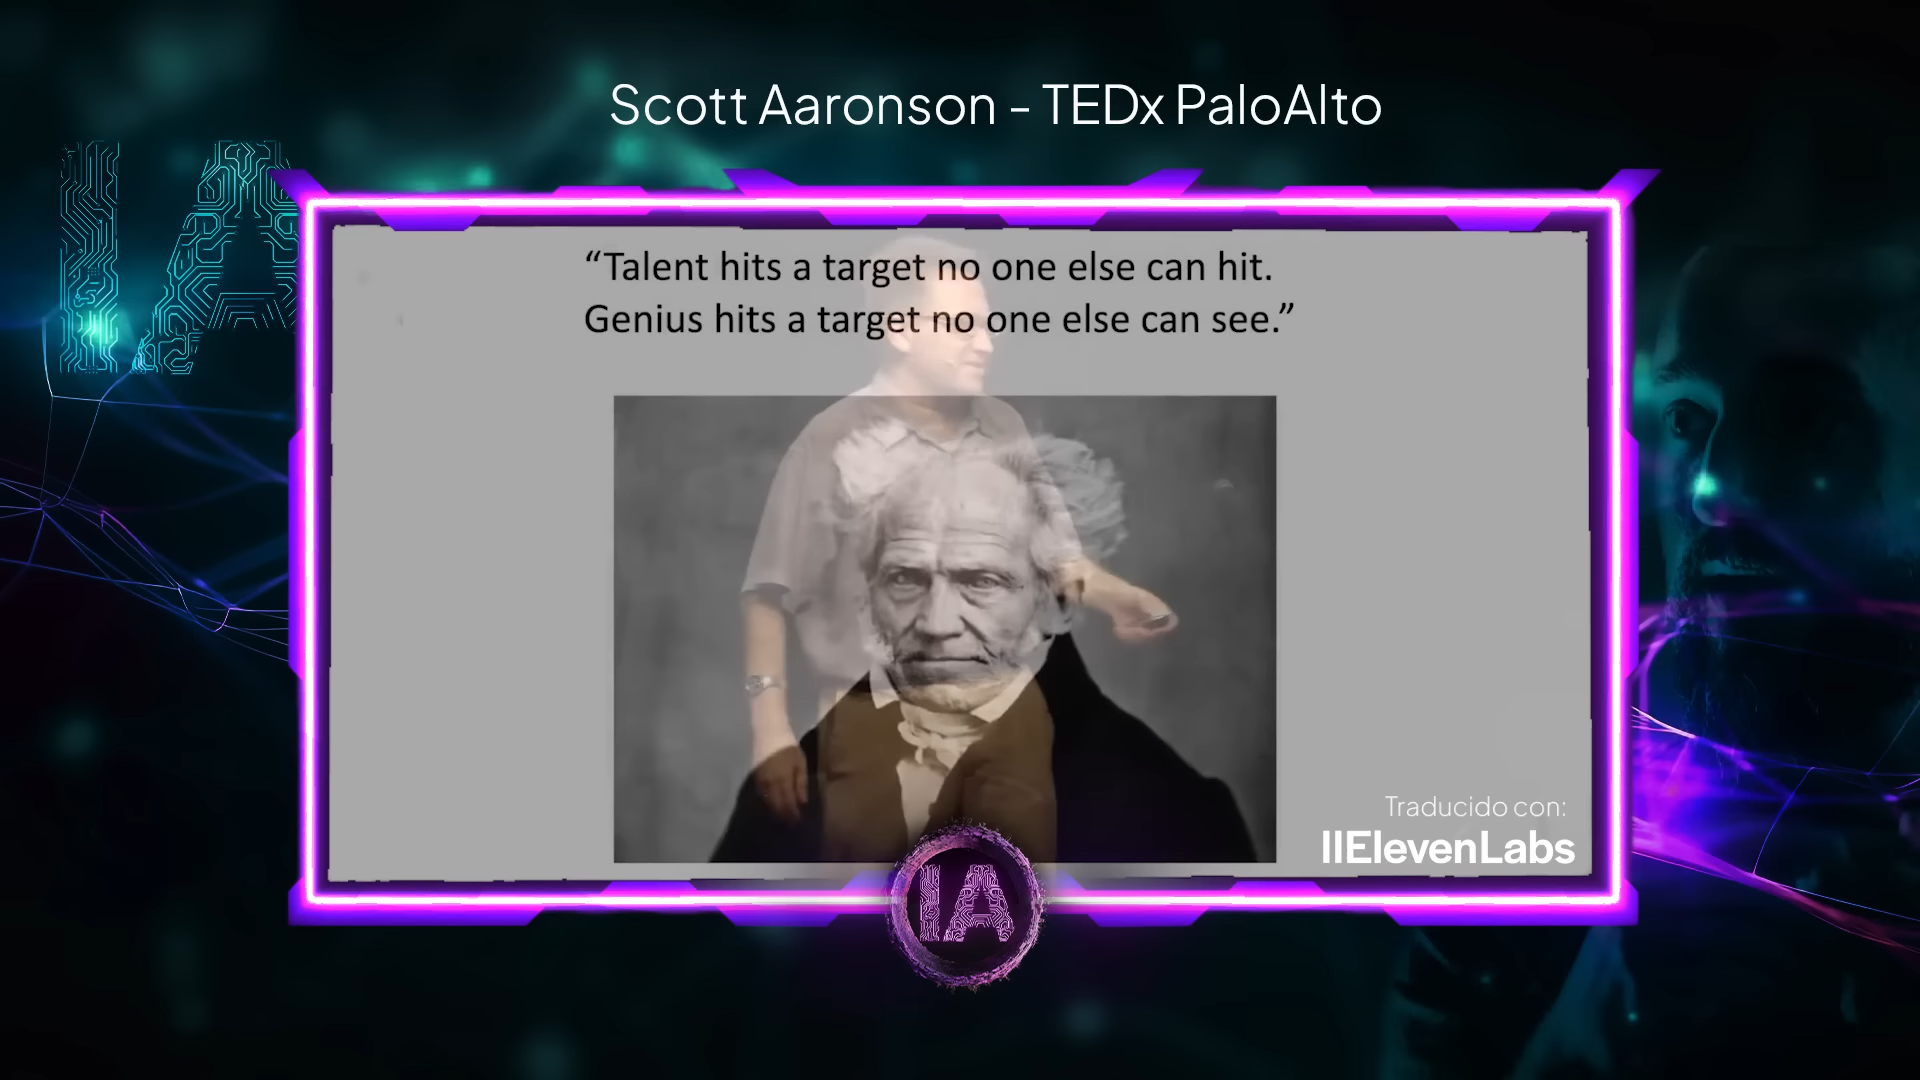 Scott Aaronson - TEDx PaloAlto
IA
“Talent hits a target no one else can hit.
Genius hits a target no one else can see.”
Traducido con:
IIElevenLabs
IA